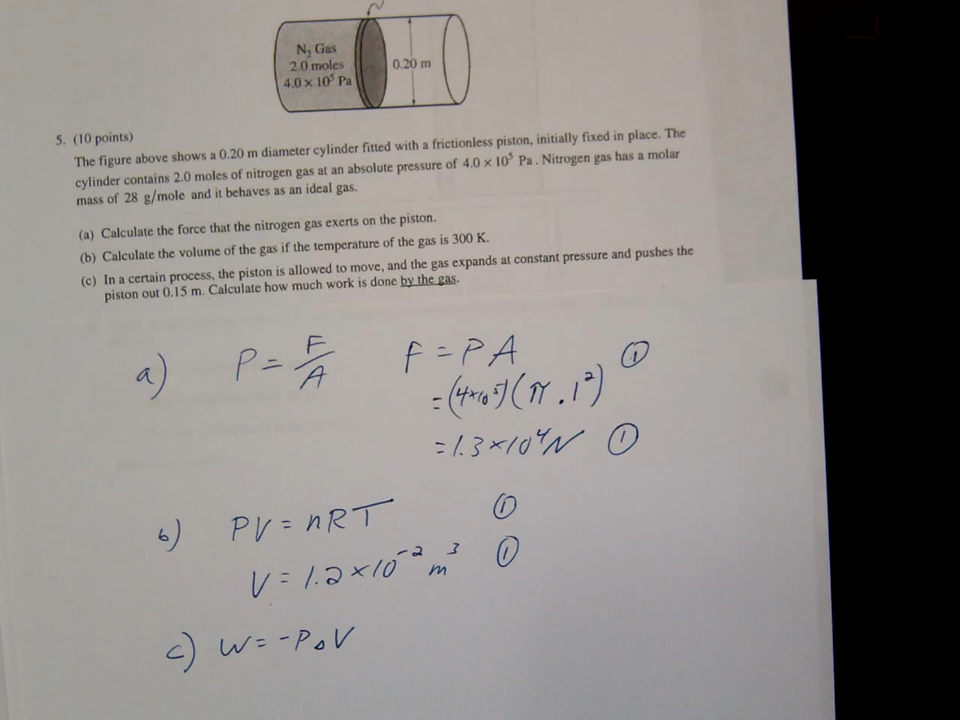 N₂ Gas
2.0 moles
4.0 × 10⁵ Pa
0.20 m
5. (10 points)
The figure above shows a 0.20 m diameter cylinder fitted with a frictionless piston, initially fixed in place. The
cylinder contains 2.0 moles of nitrogen gas at an absolute pressure of 4.0 × 10⁵ Pa. Nitrogen gas has a molar
mass of 28 g/mole and it behaves as an ideal gas.
(a) Calculate the force that the nitrogen gas exerts on the piston.
(b) Calculate the volume of the gas if the temperature of the gas is 300 K.
(c) In a certain process, the piston is allowed to move, and the gas expands at constant pressure and pushes the
piston out 0.15 m. Calculate how much work is done by the gas.
a) P = F/A F = PA ①
= (4×10⁵)(π .1²)
= 1.3×10⁴N ①
b) PV = nRT ①
V = 1.2×10⁻² m³ ①
c) W = -P△V